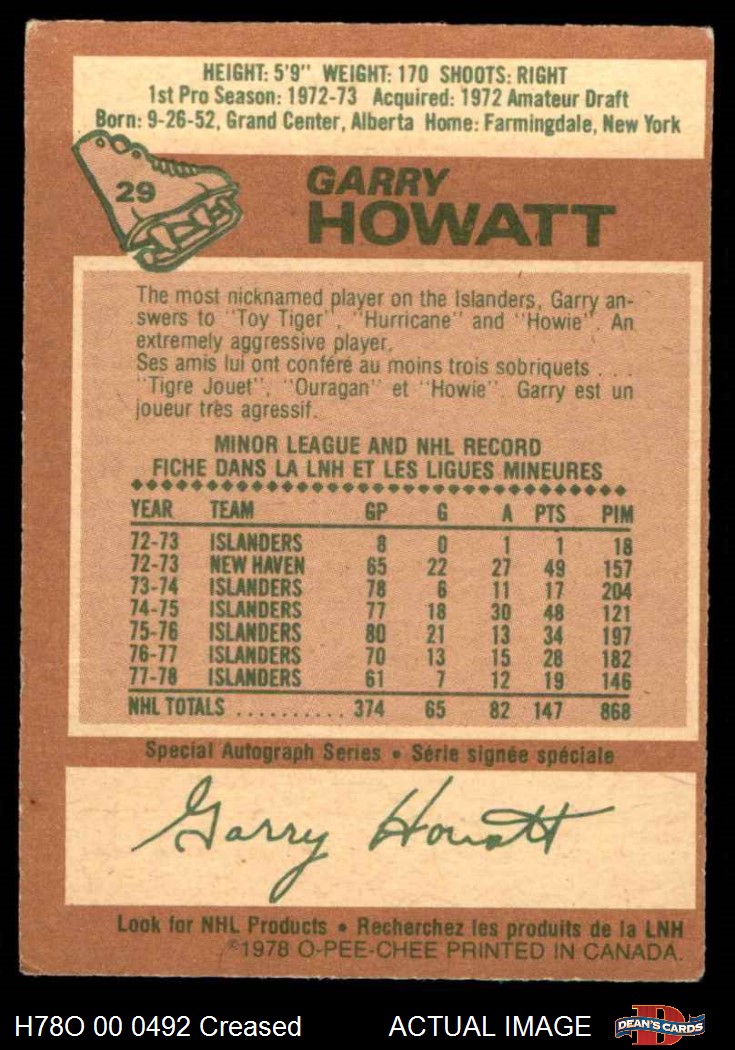 HEIGHT: 5'9" WEIGHT: 170 SHOOTS: RIGHT
1st Pro Season: 1972-73 Acquired: 1972 Amateur Draft
Born: 9-26-52, Grand Center, Alberta Home: Farmingdale, New York
29
GARRY
HOWATT
The most nicknamed player on the Islanders, Garry an-
swers to "Toy Tiger", "Hurricane" and "Howie". An
extremely aggressive player.
Ses amis lui ont conféré au moins trois sobriquets . . .
"Tigre Jouet", "Ouragan" et "Howie". Garry est un
joueur très agressif.
MINOR LEAGUE AND NHL RECORD
FICHE DANS LA LNH ET LES LIGUES MINEURES
YEAR TEAM GP G A PTS PIM
72-73 ISLANDERS 8 0 1 1 18
72-73 NEW HAVEN 65 22 27 49 157
73-74 ISLANDERS 78 6 11 17 204
74-75 ISLANDERS 77 18 30 48 121
75-76 ISLANDERS 80 21 13 34 197
76-77 ISLANDERS 70 13 15 28 182
77-78 ISLANDERS 61 7 12 19 146
NHL TOTALS .......... 374 65 82 147 868
Special Autograph Series • Série signée spéciale
Garry Howatt
Look for NHL Products • Recherchez les produits de la LNH
©1978 O-PEE-CHEE PRINTED IN CANADA.
H78O 00 0492 Creased ACTUAL IMAGE
D
DEAN'S CARDS